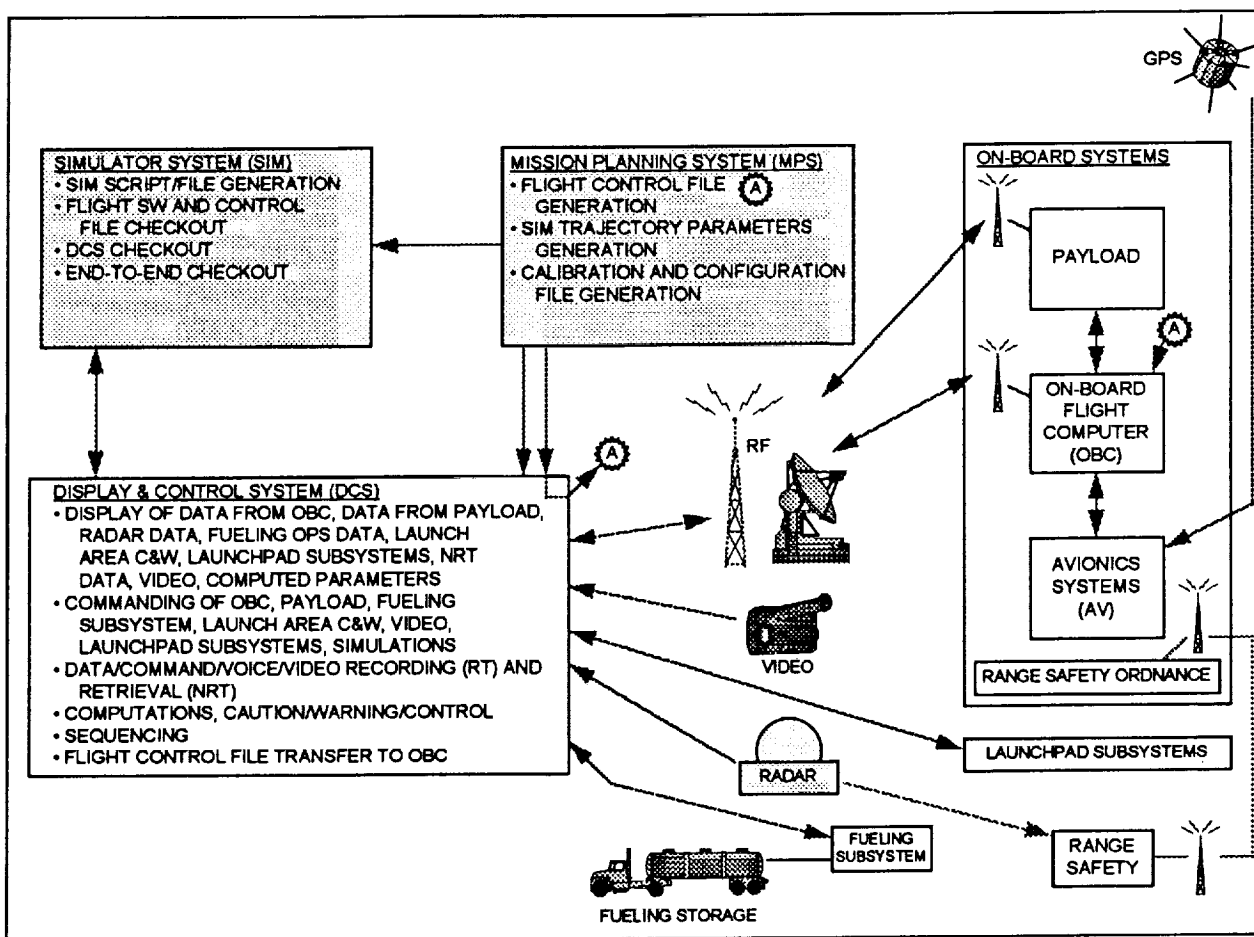 GPS
SIMULATOR SYSTEM (SIM)
• SIM SCRIPT/FILE GENERATION
• FLIGHT SW AND CONTROL
FILE CHECKOUT
• DCS CHECKOUT
• END-TO-END CHECKOUT
MISSION PLANNING SYSTEM (MPS)
• FLIGHT CONTROL FILE
GENERATION
A
• SIM TRAJECTORY PARAMETERS
GENERATION
• CALIBRATION AND CONFIGURATION
FILE GENERATION
ON-BOARD SYSTEMS
PAYLOAD
A
ON-BOARD
FLIGHT
COMPUTER
(OBC)
AVIONICS
SYSTEMS
(AV)
RANGE SAFETY ORDNANCE
RF
A
DISPLAY & CONTROL SYSTEM (DCS)
• DISPLAY OF DATA FROM OBC, DATA FROM PAYLOAD,
RADAR DATA, FUELING OPS DATA, LAUNCH
AREA C&W, LAUNCHPAD SUBSYSTEMS, NRT
DATA, VIDEO, COMPUTED PARAMETERS
• COMMANDING OF OBC, PAYLOAD, FUELING
SUBSYSTEM, LAUNCH AREA C&W, VIDEO,
LAUNCHPAD SUBSYSTEMS, SIMULATIONS
• DATA/COMMAND/VOICE/VIDEO RECORDING (RT) AND
RETRIEVAL (NRT)
• COMPUTATIONS, CAUTION/WARNING/CONTROL
• SEQUENCING
• FLIGHT CONTROL FILE TRANSFER TO OBC
VIDEO
LAUNCHPAD SUBSYSTEMS
RADAR
FUELING
SUBSYSTEM
RANGE
SAFETY
FUELING STORAGE